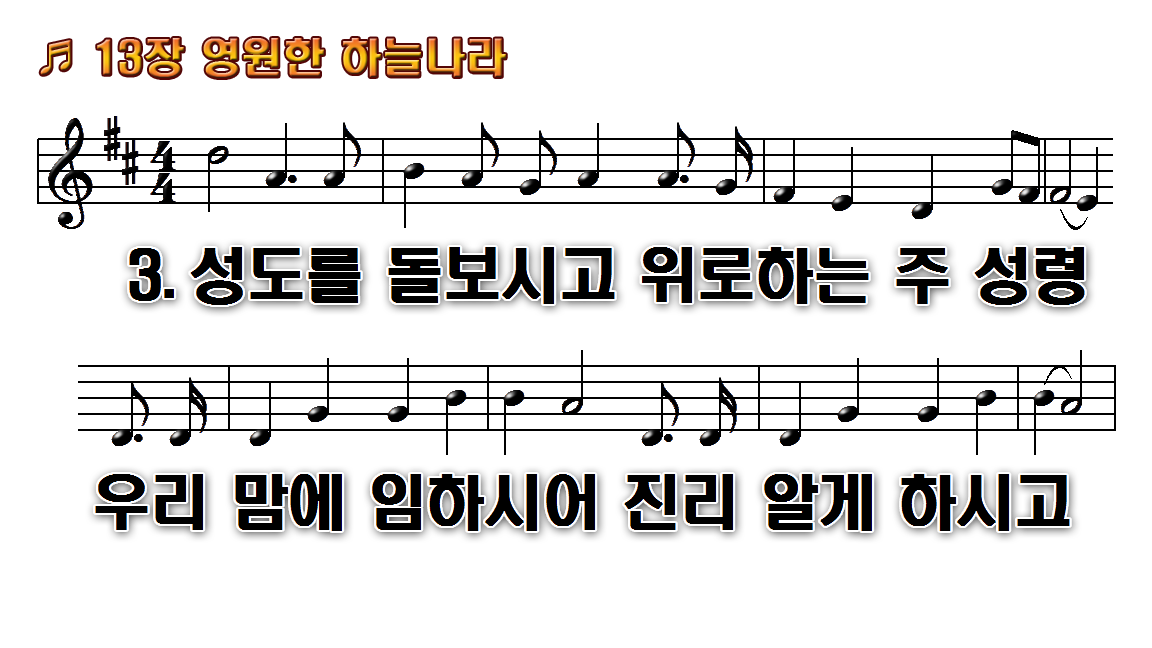 ♬ 13장 영원한 하늘나라
4
4
3. 성도를 돌보시고 위로하는 주 성령
우리 맘에 임하시어 진리 알게 하시고